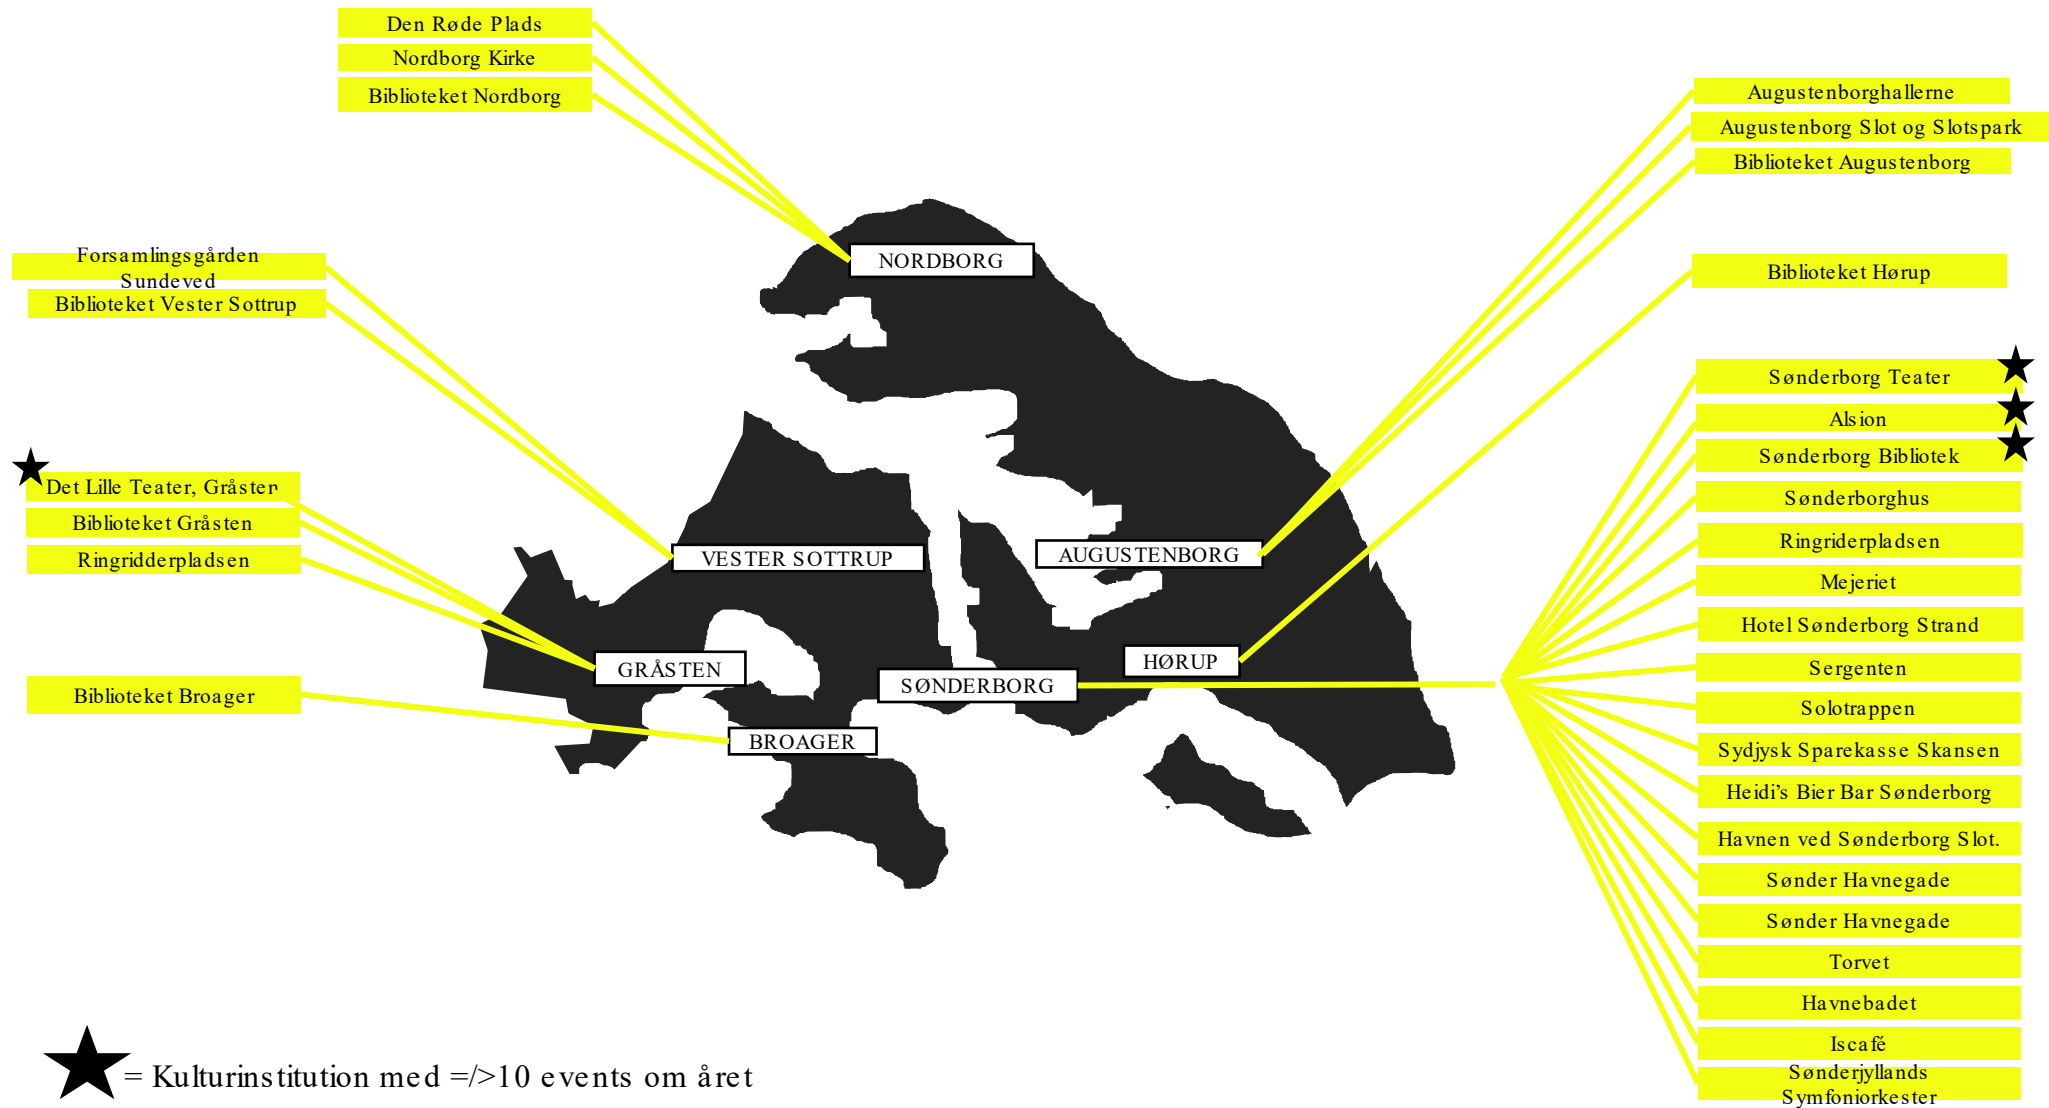 Den Røde Plads
Nordborg Kirke
Biblioteket Nordborg
Augustenborghallerne
Augustenborg Slot og Slotspark
Biblioteket Augustenborg
Forsamlingsgården
Sundeved
Biblioteket Vester Sottrup
Biblioteket Hørup
NORDBORG
Det Lille Teater, Gråsten
Biblioteket Gråsten
Ringridderpladsen
Biblioteket Broager
VESTER SOTTRUP
AUGUSTENBORG
GRÅSTEN
HØRUP
SØNDERBORG
BROAGER
Sønderborg Teater
Alsion
Sønderborg Bibliotek
Sønderborghus
Ringriderpladsen
Mejeriet
Hotel Sønderborg Strand
Sergenten
Solotrappen
Sydjysk Sparekasse Skansen
Heidi’s Bier Bar Sønderborg
Havnen ved Sønderborg Slot.
Sønder Havnegade
Sønder Havnegade
Torvet
Havnebadet
Iscafé
Sønderjyllands
Symfoniorkester
= Kulturinstitution med =/>10 events om året